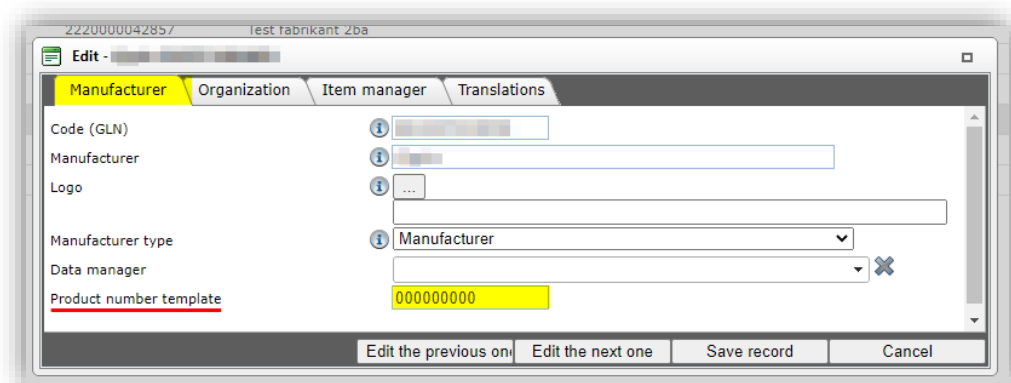 2220000042857 Test fabrikant 2ba
Edit -
Manufacturer Organization Item manager Translations
Code (GLN)
Manufacturer
Logo ...
Manufacturer type Manufacturer
Data manager
Product number template 000000000
Edit the previous on Edit the next one Save record Cancel